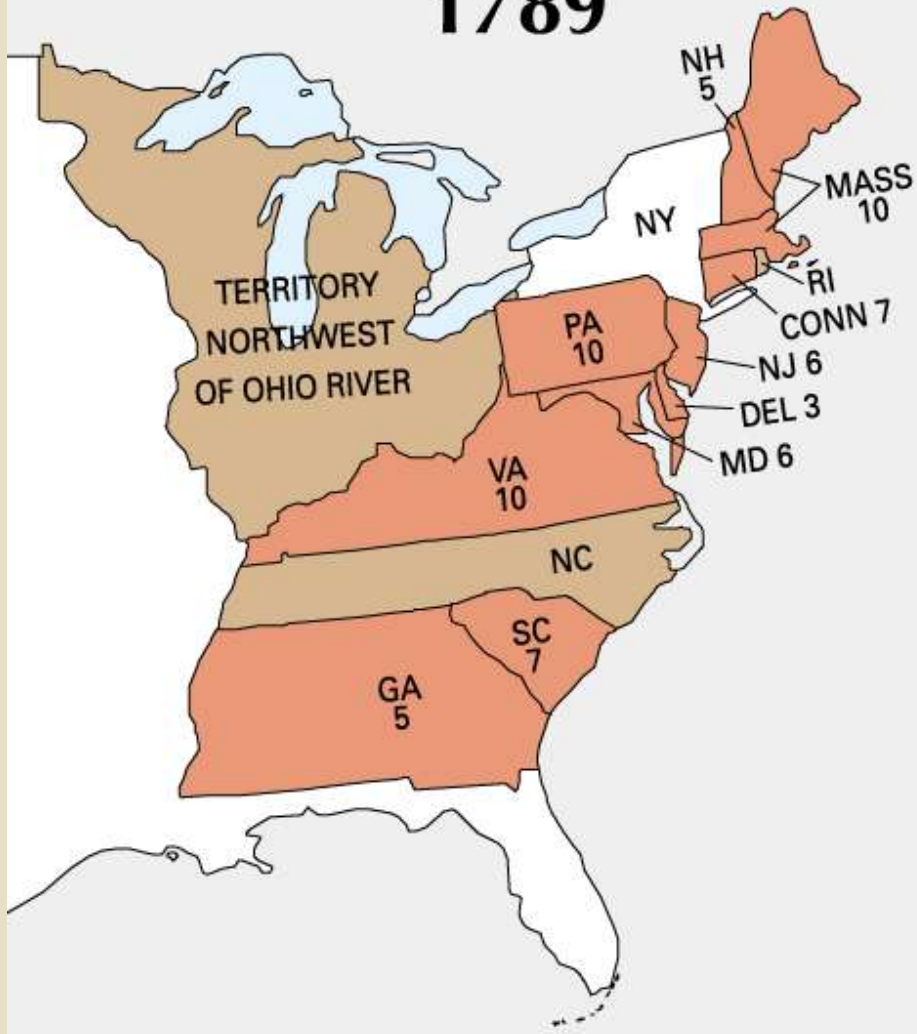 1789
NH
5
MASS
10
NY
RI
CONN 7
TERRITORY
NORTHWEST
OF OHIO RIVER
PA
10
NJ 6
DEL 3
MD 6
VA
10
NC
SC
7
GA
5